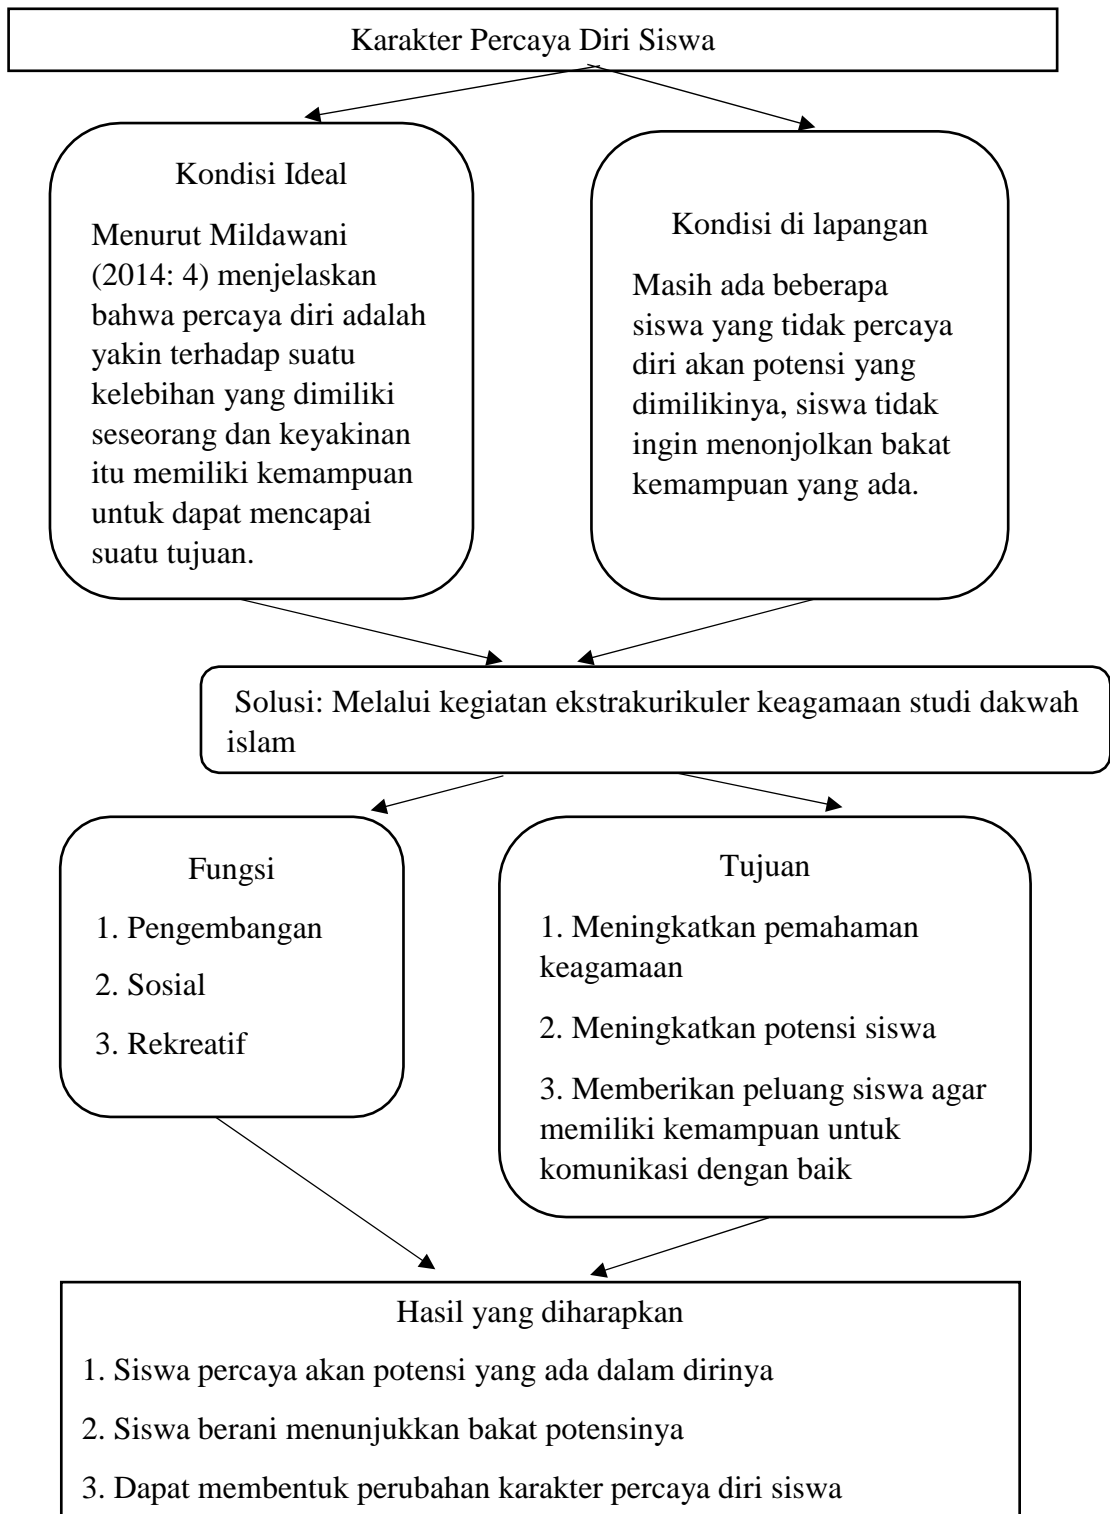 Karakter Percaya Diri Siswa
Kondisi Ideal
Menurut Mildawani
(2014: 4) menjelaskan
bahwa percaya diri adalah
yakin terhadap suatu
kelebihan yang dimiliki
seseorang dan keyakinan
itu memiliki kemampuan
untuk dapat mencapai
suatu tujuan.
Kondisi di lapangan
Masih ada beberapa
siswa yang tidak percaya
diri akan potensi yang
dimilikinya, siswa tidak
ingin menonjolkan bakat
kemampuan yang ada.
Solusi: Melalui kegiatan ekstrakurikuler keagamaan studi dakwah
islam
Fungsi
1. Pengembangan
2. Sosial
3. Rekreatif
Tujuan
1. Meningkatkan pemahaman
keagamaan
2. Meningkatkan potensi siswa
3. Memberikan peluang siswa agar
memiliki kemampuan untuk
komunikasi dengan baik
Hasil yang diharapkan
1. Siswa percaya akan potensi yang ada dalam dirinya
2. Siswa berani menunjukkan bakat potensinya
3. Dapat membentuk perubahan karakter percaya diri siswa